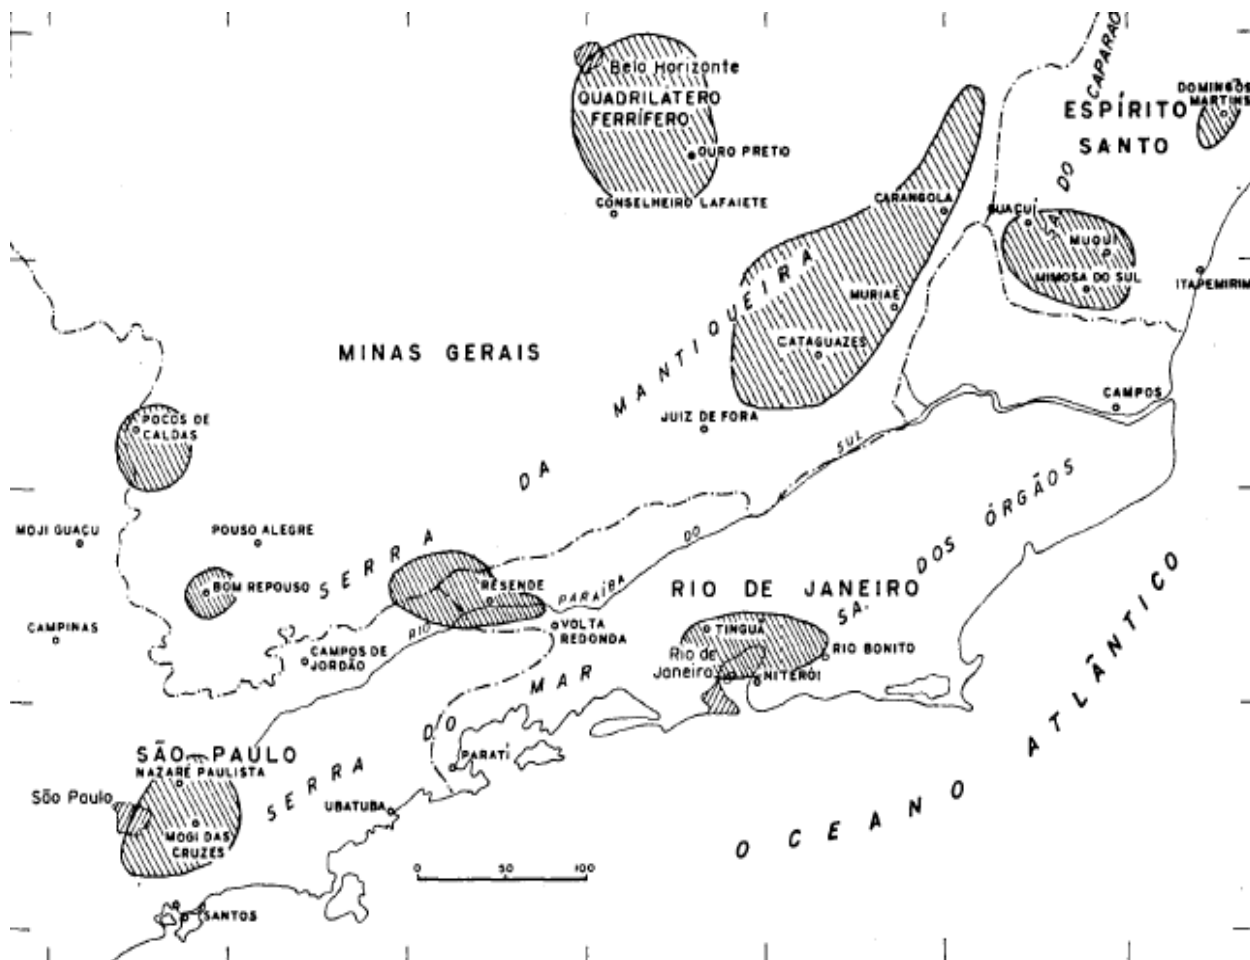 CAPARAÓ
DOMINGOS
MARTINS
Belo Horizonte
QUADRILÁTERO
FERRÍFERO
ESPÍRITO
SANTO
OURO PRETO
DO
CONSELHEIRO LAFAIETE
CARANGOLA
GUAÇUÍ
SA.
MUQUI
MIMOSA DO SUL
ITAPEMIRIM
MURIAÉ
CATAGUAZES
MINAS GERAIS
SERRA DA MANTIQUEIRA
CAMPOS
JUIZ DE FORA
POCOS DE
CALDAS
MOJI GUAÇU
POUSO ALEGRE
BOM REPOUSO
RESENDE
RIO PARAÍBA DO SUL
RIO DE JANEIRO
SA. DOS ÓRGÃOS
CAMPINAS
CAMPOS DE
JORDÃO
VOLTA
REDONDA
TINGUÁ
Rio de
Janeiro
RIO BONITO
NITERÓI
SERRA DO MAR
SÃO PAULO
NAZARÉ PAULISTA
PARATÍ
São Paulo
UBATUBA
MOGI DAS
CRUZES
OCEANO ATLÂNTICO
0 50 100
SANTOS